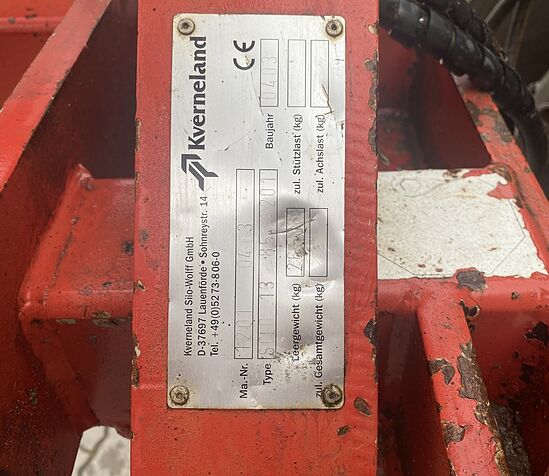 Kverneland
CE
Kverneland Silo-Wolff GmbH
D-37697 Lauenförde • Sohnreystr. 14
Tel. +49(0)5273-806-0
Ma.-Nr.
Type
Baujahr
Leergewicht (kg)
zul. Stützlast (kg)
zul. Gesamtgewicht (kg)
zul. Achslast (kg)